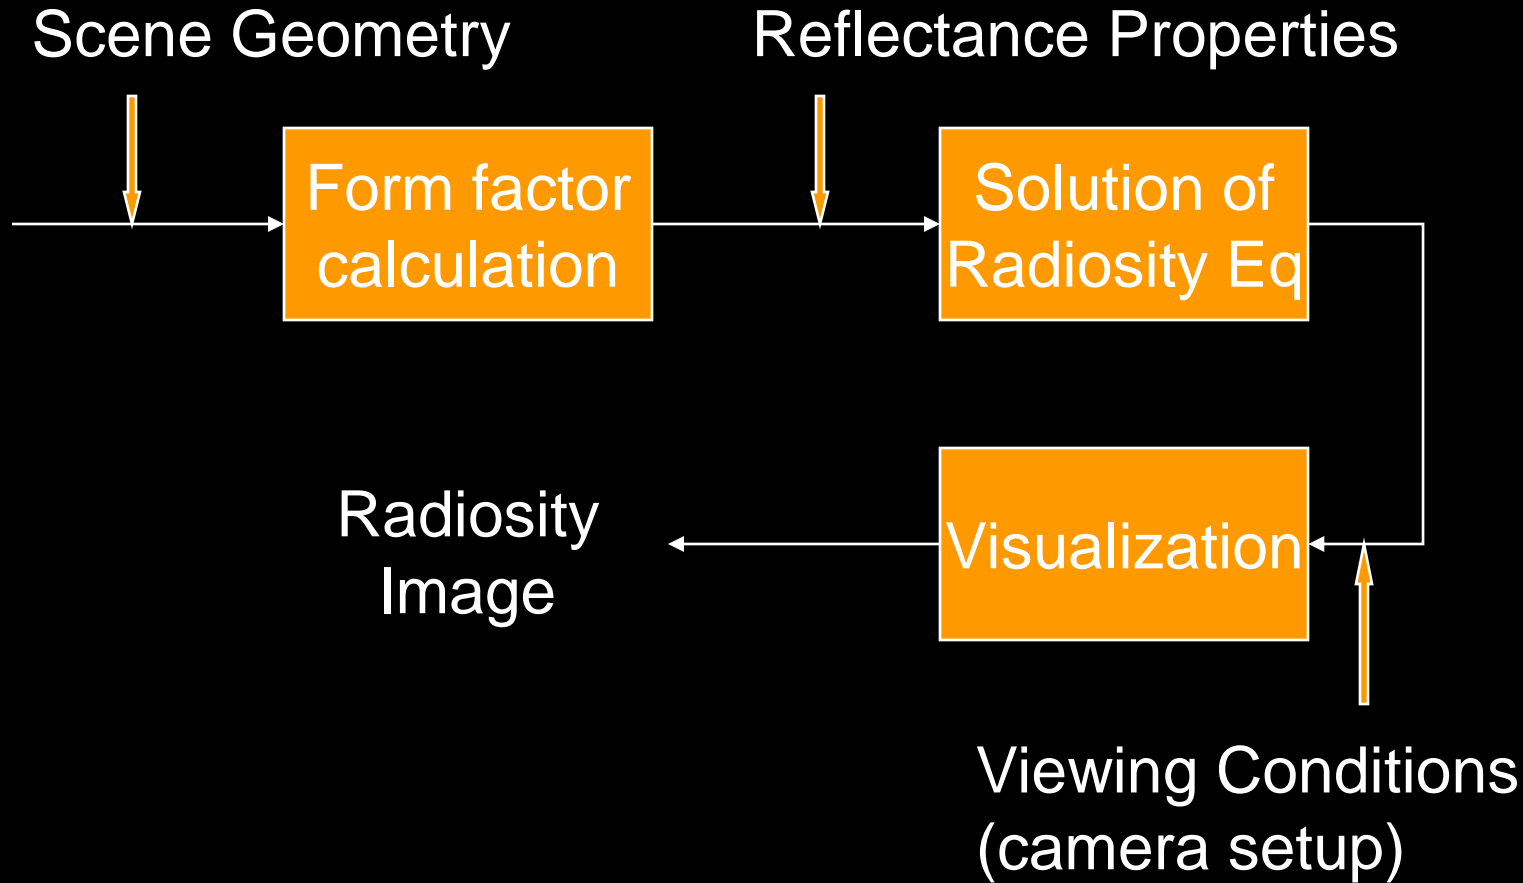 Scene Geometry
Reflectance Properties
Form factor
calculation
Solution of
Radiosity Eq
Radiosity
Image
Visualization
Viewing Conditions
(camera setup)